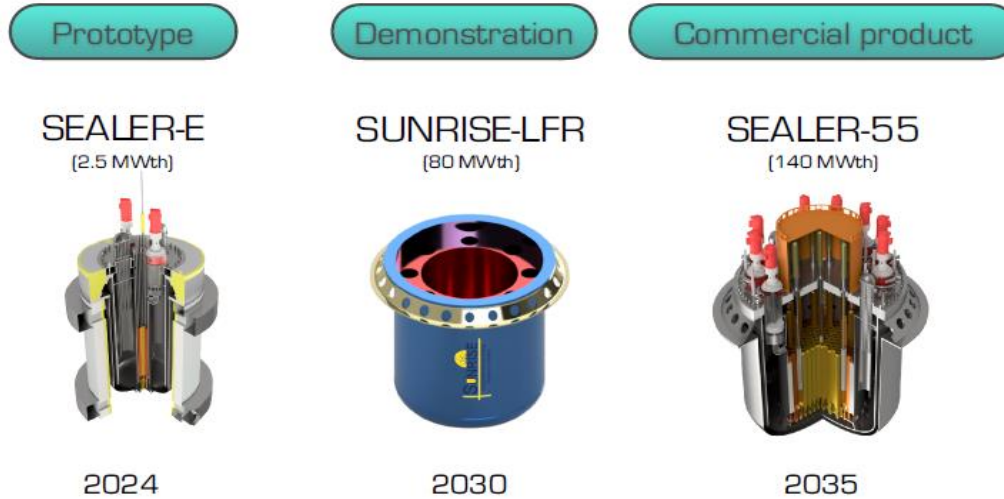 Prototype
Demonstration
Commercial product
SEALER-E
(2.5 MWth)
SUNRISE-LFR
(80 MWth)
SEALER-55
(140 MWth)
SUNRISE
2024
2030
2035